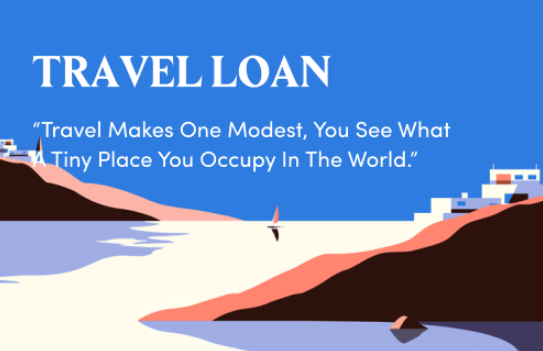 TRAVEL LOAN
“Travel Makes One Modest, You See What
A Tiny Place You Occupy In The World.”